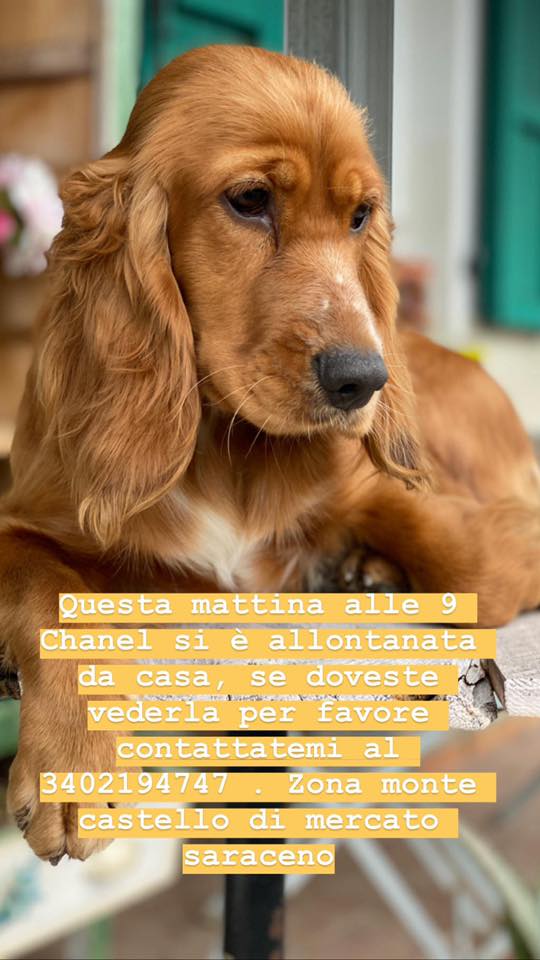 Questa mattina alle 9
Chanel si è allontanata
da casa, se doveste
vederla per favore
contattatemi al
3402194747 . Zona monte
castello di mercato
saraceno